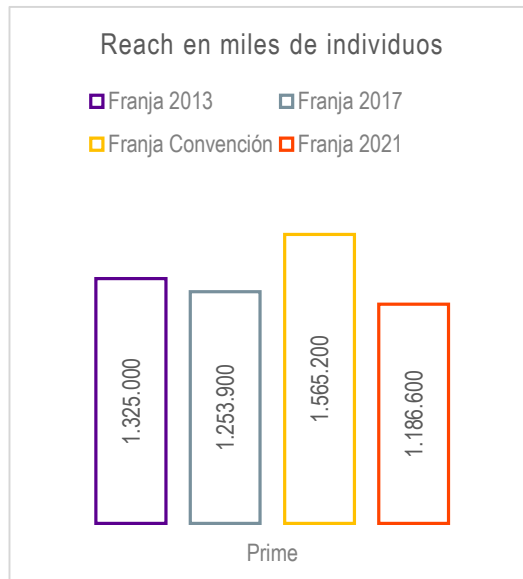 Reach en miles de individuos
Franja 2013 Franja 2017
Franja Convención Franja 2021
1.325.000
1.253.900
1.565.200
1.186.600
Prime